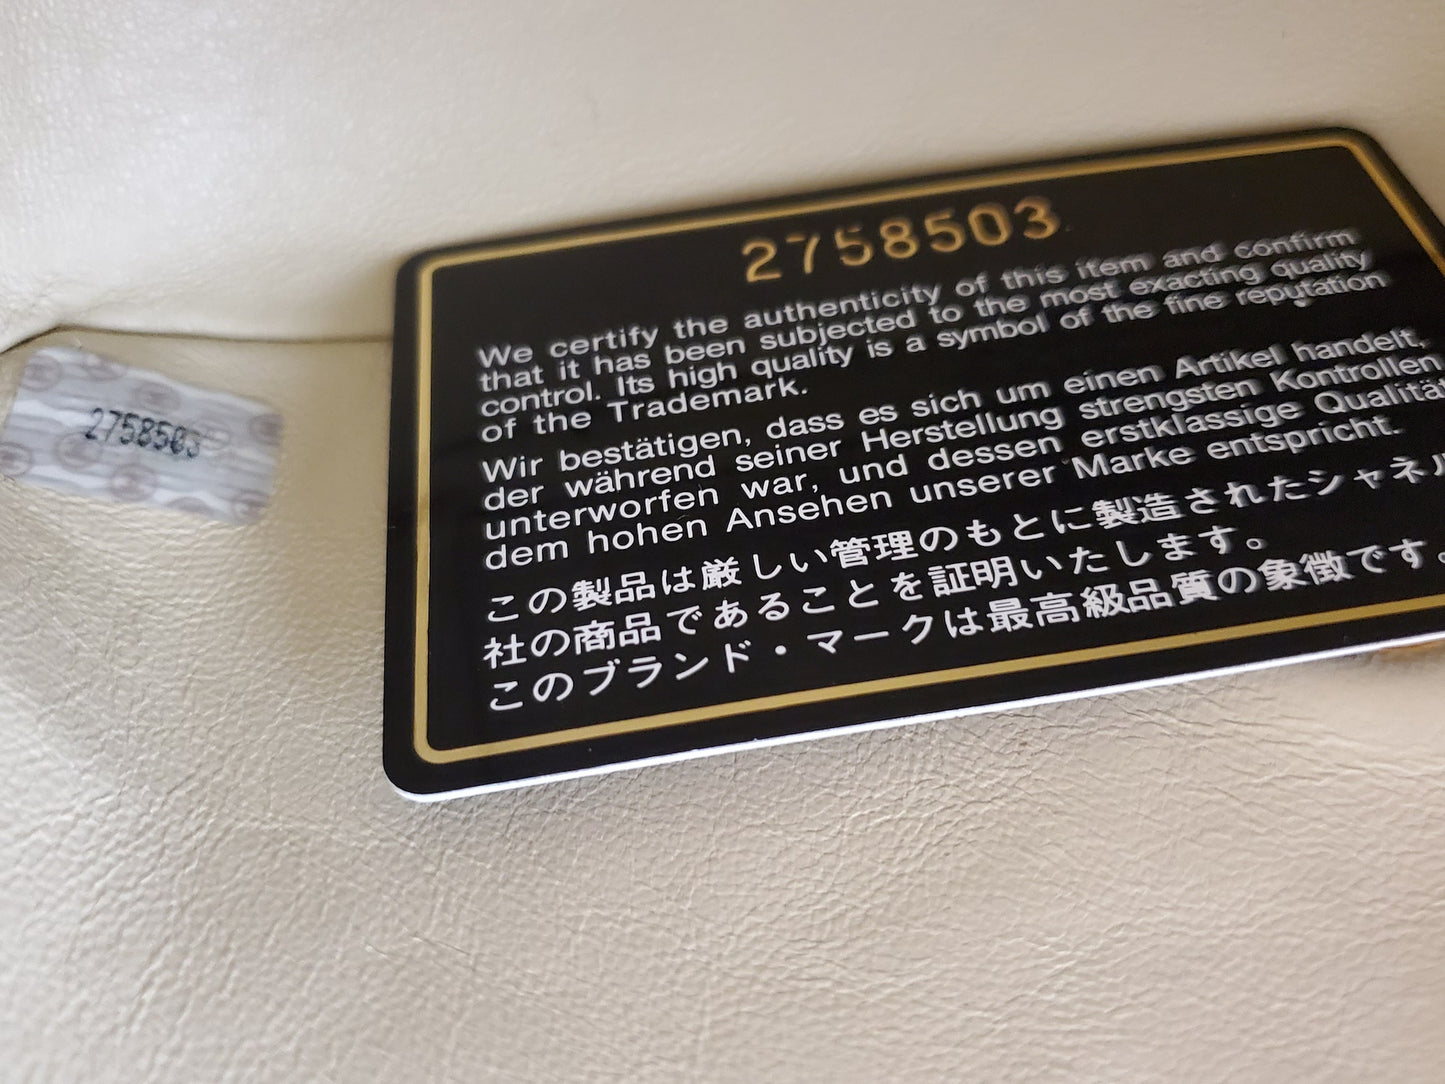 2758503
2758503
We certify the authenticity of this item and confirm
that it has been subjected to the most exacting quality
control. Its high quality is a symbol of the fine reputation
of the Trademark.
Wir bestätigen, dass es sich um einen Artikel handelt,
der während seiner Herstellung strengsten Kontrollen
unterworfen war, und dessen erstklassige Qualität
dem hohen Ansehen unserer Marke entspricht.
この製品は厳しい管理のもとに製造されたシャネル
社の商品であることを証明いたします。
このブランド・マークは最高級品質の象徴です。